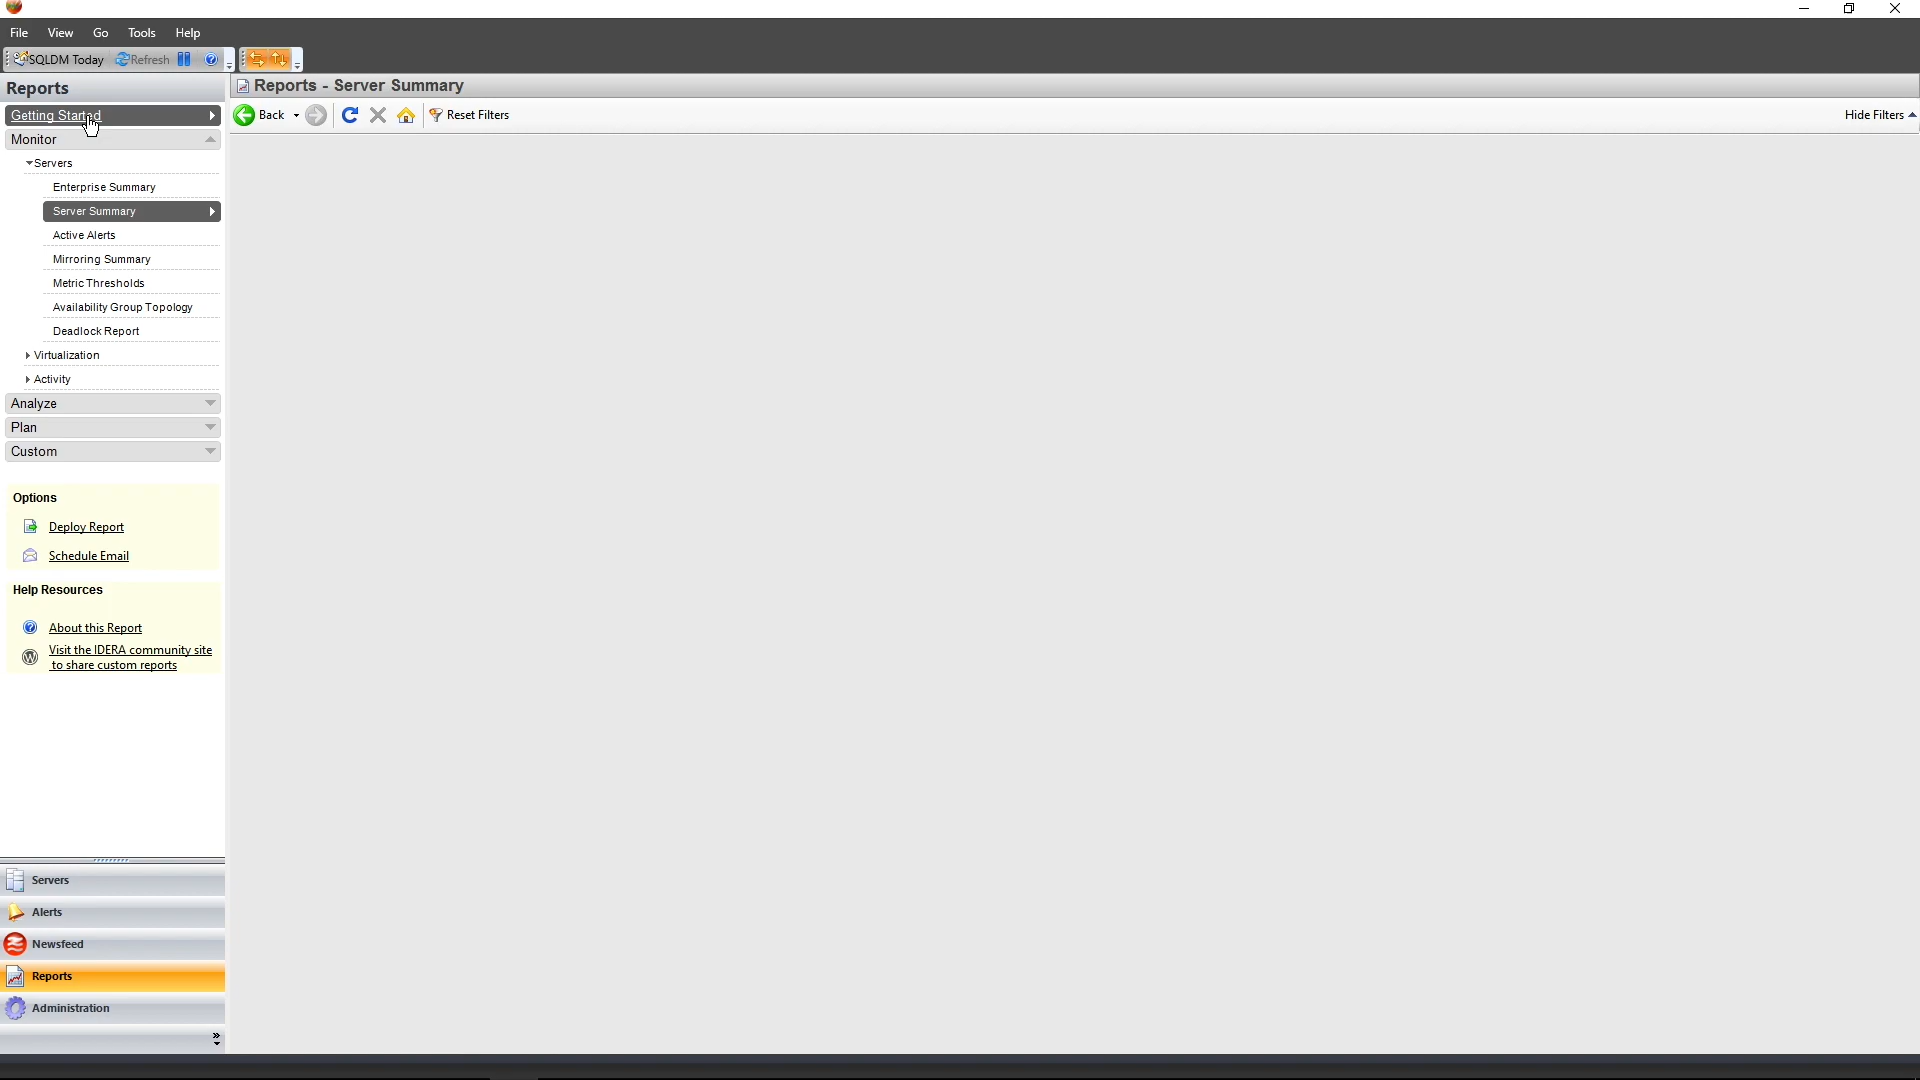 File View Go Tools Help
SQLDM Today Refresh
Reports
Reports - Server Summary
Getting Started
Back
Reset Filters
Hide Filters
Monitor
Servers
Enterprise Summary
Server Summary
Active Alerts
Mirroring Summary
Metric Thresholds
Availability Group Topology
Deadlock Report
Virtualization
Activity
Analyze
Plan
Custom
Options
Deploy Report
Schedule Email
Help Resources
About this Report
Visit the IDERA community site
to share custom reports
Servers
Alerts
Newsfeed
Reports
Administration